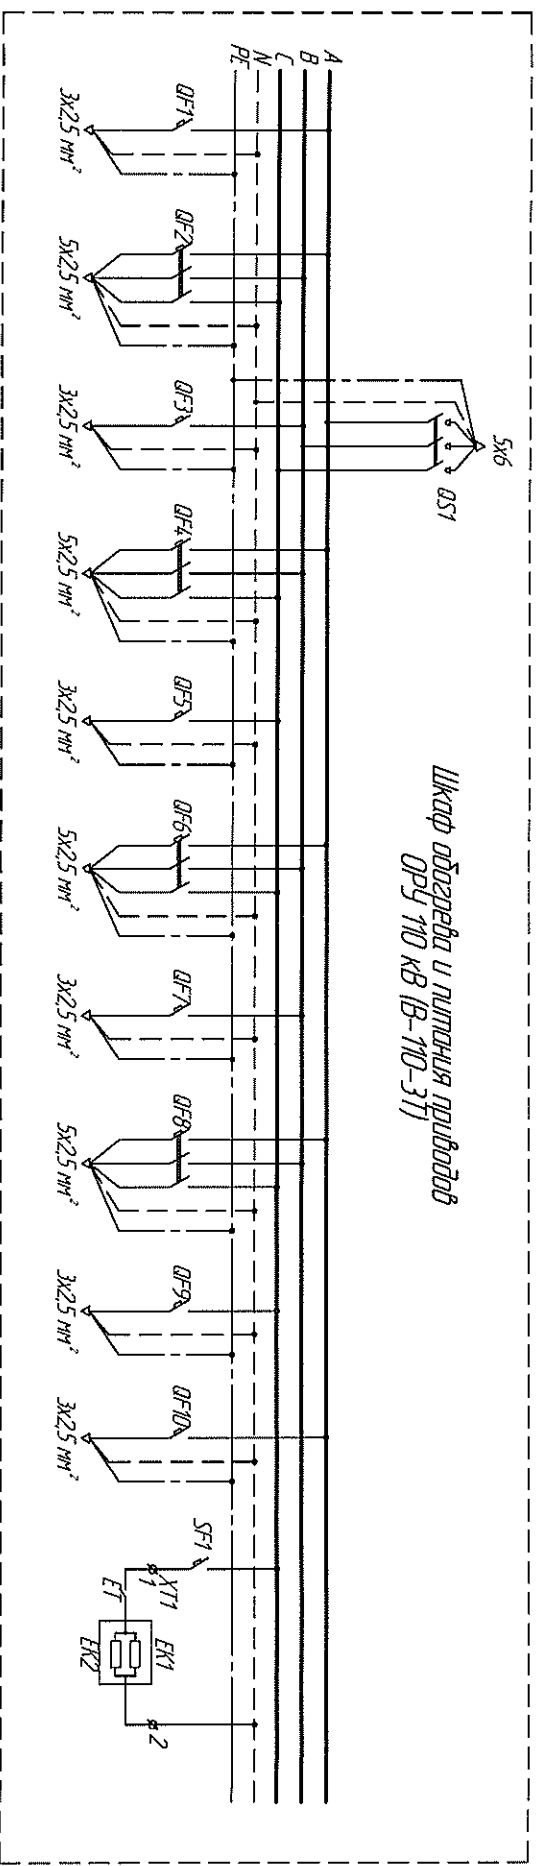 Шкаф обогрева и питания приводов
ОРУ 110 кВ (В-110-3Т)
5х6
QS1
A
B
C
N
PE
QF1
QF2
QF3
QF4
QF5
QF6
QF7
QF8
QF9
QF10
SF1
XT1
1
ET
EK1
EK2
2
3х2,5 мм²
5х2,5 мм²
3х2,5 мм²
5х2,5 мм²
3х2,5 мм²
5х2,5 мм²
3х2,5 мм²
5х2,5 мм²
3х2,5 мм²
3х2,5 мм²